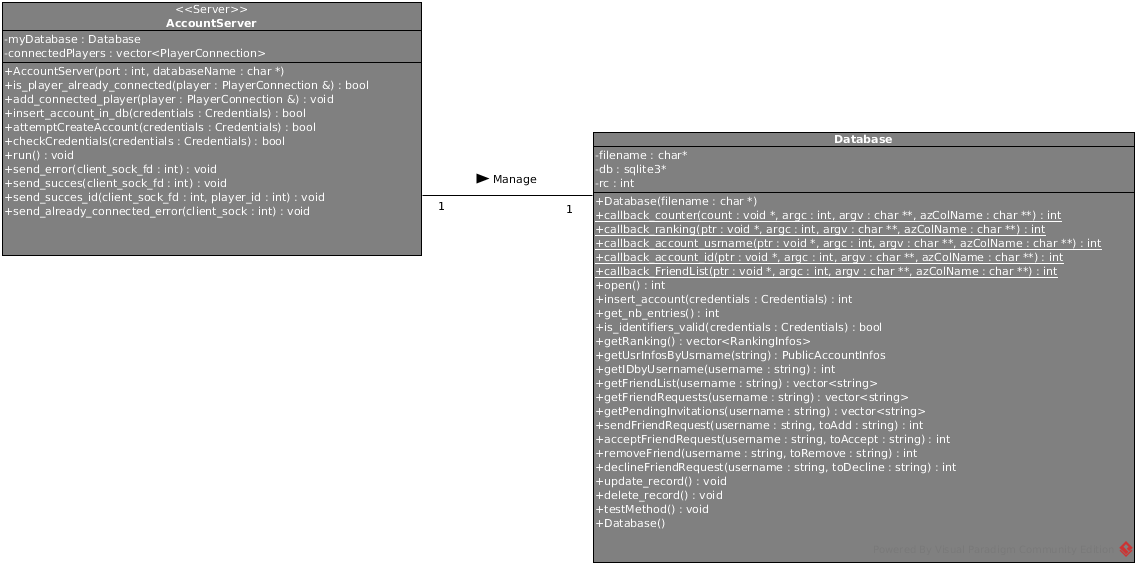 <<Server>>
AccountServer
-myDatabase : Database
-connectedPlayers : vector<PlayerConnection>
+AccountServer(port : int, databaseName : char *)
+is_player_already_connected(player : PlayerConnection &) : bool
+add_connected_player(player : PlayerConnection &) : void
+insert_account_in_db(credentials : Credentials) : bool
+attemptCreateAccount(credentials : Credentials) : bool
+checkCredentials(credentials : Credentials) : bool
+run() : void
+send_error(client_sock_fd : int) : void
+send_succes(client_sock_fd : int) : void
+send_succes_id(client_sock_fd : int, player_id : int) : void
+send_already_connected_error(client_sock : int) : void
Manage
1
1
Database
-filename : char*
-db : sqlite3*
-rc : int
+Database(filename : char *)
+callback_counter(count : void *, argc : int, argv : char **, azColName : char **) : int
+callback_ranking(ptr : void *, argc : int, argv : char **, azColName : char **) : int
+callback_account_usrname(ptr : void *, argc : int, argv : char **, azColName : char **) : int
+callback_account_id(ptr : void *, argc : int, argv : char **, azColName : char **) : int
+callback_FriendList(ptr : void *, argc : int, argv : char **, azColName : char **) : int
+open() : int
+insert_account(credentials : Credentials) : int
+get_nb_entries() : int
+is_identifiers_valid(credentials : Credentials) : bool
+getRanking() : vector<RankingInfos>
+getUsrInfosByUsrname(string) : PublicAccountInfos
+getIDbyUsername(username : string) : int
+getFriendList(username : string) : vector<string>
+getFriendRequests(username : string) : vector<string>
+getPendingInvitations(username : string) : vector<string>
+sendFriendRequest(username : string, toAdd : string) : int
+acceptFriendRequest(username : string, toAccept : string) : int
+removeFriend(username : string, toRemove : string) : int
+declineFriendRequest(username : string, toDecline : string) : int
+update_record() : void
+delete_record() : void
+testMethod() : void
+Database()
Powered By Visual Paradigm Community Edition